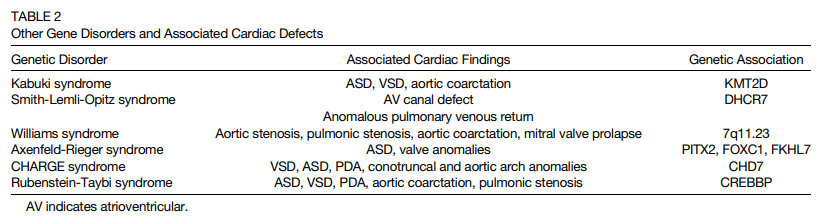 TABLE 2
Other Gene Disorders and Associated Cardiac Defects
Genetic Disorder Associated Cardiac Findings Genetic Association
Kabuki syndrome ASD, VSD, aortic coarctation KMT2D
Smith-Lemli-Opitz syndrome AV canal defect DHCR7
Anomalous pulmonary venous return
Williams syndrome Aortic stenosis, pulmonic stenosis, aortic coarctation, mitral valve prolapse 7q11.23
Axenfeld-Rieger syndrome ASD, valve anomalies PITX2, FOXC1, FKHL7
CHARGE syndrome VSD, ASD, PDA, conotruncal and aortic arch anomalies CHD7
Rubenstein-Taybi syndrome ASD, VSD, PDA, aortic coarctation, pulmonic stenosis CREBBP
AV indicates atrioventricular.